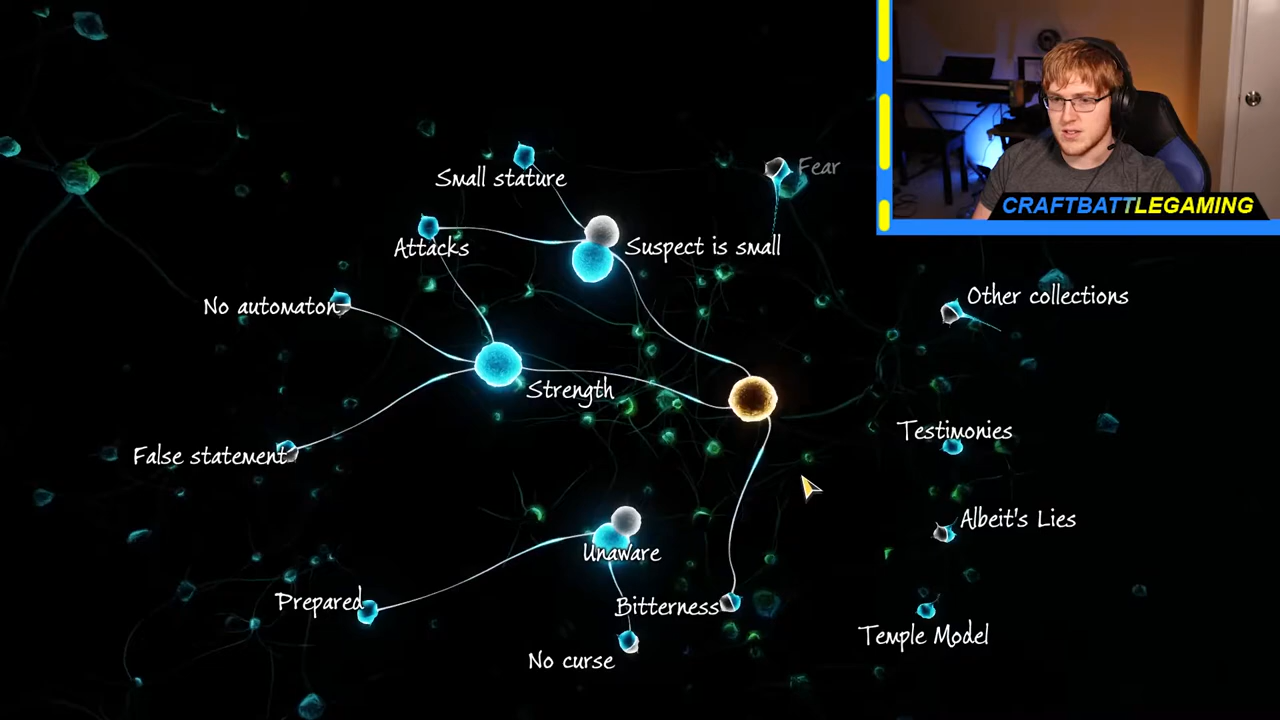 CRAFTBATTLEGAMING
Small stature
Fear
Attacks
Suspect is small
No automaton
Other collections
Strength
Testimonies
False statement
Albeit's Lies
Unaware
Prepared
Bitterness
Temple Model
No curse